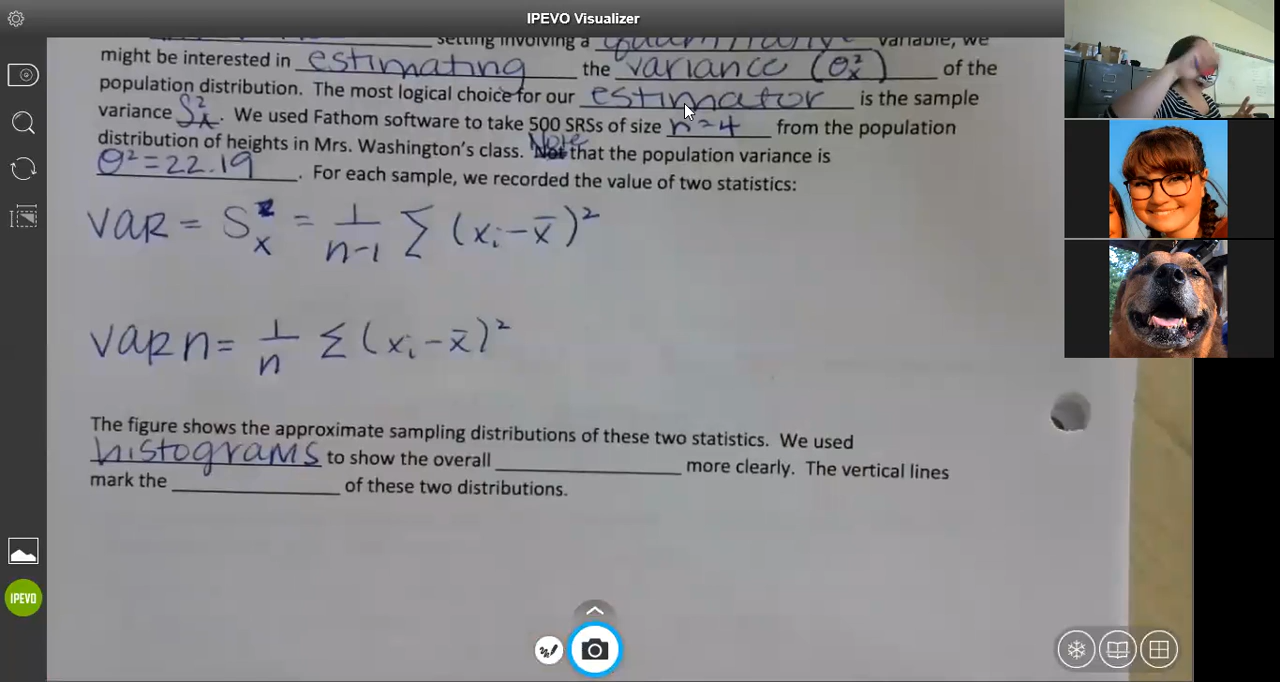 IPEVO Visualizer
setting involving a quantitative variable, we
might be interested in estimating the variance (σ²ₓ) of the
population distribution. The most logical choice for our estimator is the sample
variance S²ₓ. We used Fathom software to take 500 SRSs of size n=4 from the population
distribution of heights in Mrs. Washington's class. Note that the population variance is
σ²=22.19. For each sample, we recorded the value of two statistics:
VAR = S²ₓ = 1/(n-1) Σ (xᵢ - x̄)²
VAR n = 1/n Σ (xᵢ - x̄)²
The figure shows the approximate sampling distributions of these two statistics. We used
histograms to show the overall ____________ more clearly. The vertical lines
mark the ____________ of these two distributions.
IPEVO